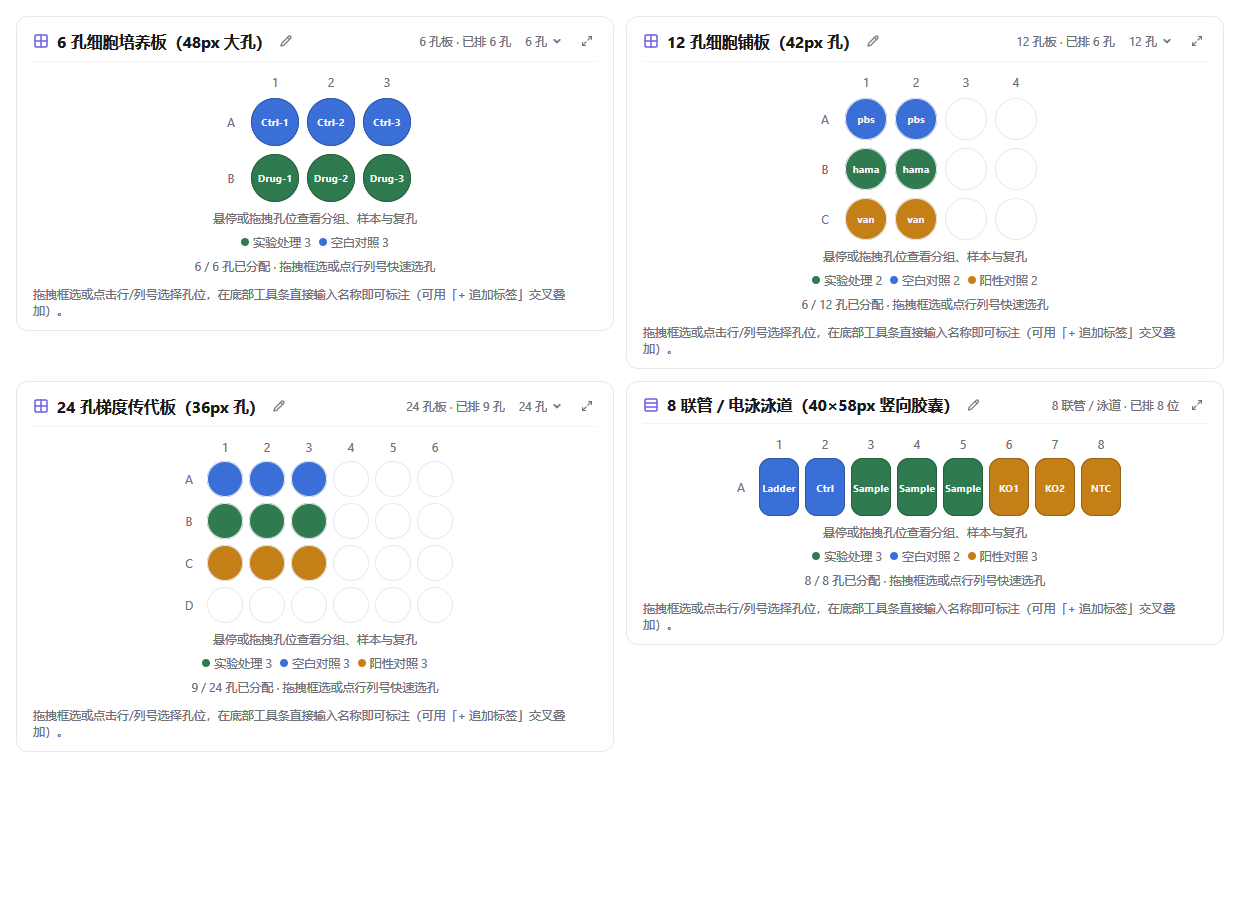 6 孔细胞培养板（48px 大孔）
6 孔板 · 已排 6 孔 6 孔
1 2 3
A Ctrl-1 Ctrl-2 Ctrl-3
B Drug-1 Drug-2 Drug-3
悬停或拖拽孔位查看分组、样本与复孔
实验处理 3 空白对照 3
6 / 6 孔已分配 · 拖拽框选或点行列号快速选孔
拖拽框选或点击行/列号选择孔位，在底部工具条直接输入名称即可标注（可用「+ 追加标签」交叉叠
加）。
12 孔细胞铺板（42px 孔）
12 孔板 · 已排 6 孔 12 孔
1 2 3 4
A pbs pbs
B hama hama
C van van
悬停或拖拽孔位查看分组、样本与复孔
实验处理 2 空白对照 2 阳性对照 2
6 / 12 孔已分配 · 拖拽框选或点行列号快速选孔
拖拽框选或点击行/列号选择孔位，在底部工具条直接输入名称即可标注（可用「+ 追加标签」交叉叠
加）。
24 孔梯度传代板（36px 孔）
24 孔板 · 已排 9 孔 24 孔
1 2 3 4 5 6
A
B
C
D
悬停或拖拽孔位查看分组、样本与复孔
实验处理 3 空白对照 3 阳性对照 3
9 / 24 孔已分配 · 拖拽框选或点行列号快速选孔
拖拽框选或点击行/列号选择孔位，在底部工具条直接输入名称即可标注（可用「+ 追加标签」交叉叠
加）。
8 联管 / 电泳泳道（40×58px 竖向胶囊）
8 联管 / 泳道 · 已排 8 位
1 2 3 4 5 6 7 8
A Ladder Ctrl Sample Sample Sample KO1 KO2 NTC
悬停或拖拽孔位查看分组、样本与复孔
实验处理 3 空白对照 2 阳性对照 3
8 / 8 孔已分配 · 拖拽框选或点行列号快速选孔
拖拽框选或点击行/列号选择孔位，在底部工具条直接输入名称即可标注（可用「+ 追加标签」交叉叠
加）。